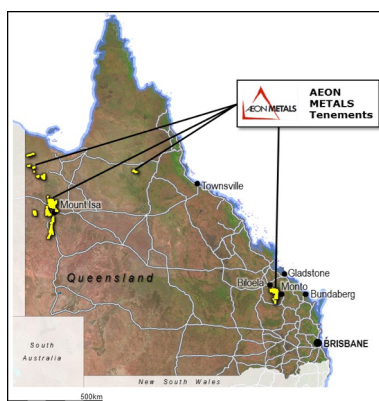 AEON METALS
AEON
METALS
Tenements
Townsville
Mount Isa
Queensland
Gladstone
Biloela
Monto
Bundaberg
BRISBANE
South
Australia
New South Wales
500km